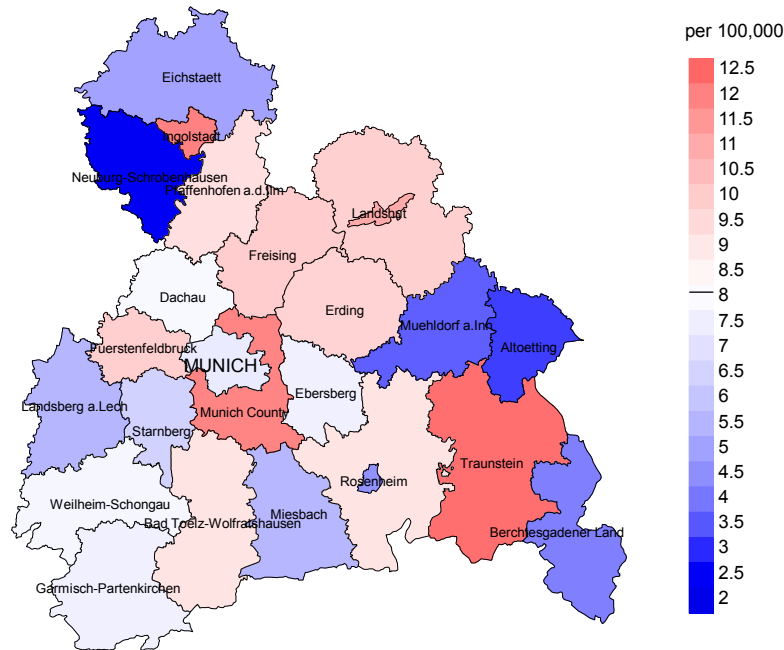 per 100,000
Eichstaett
Ingolstadt
Neuburg-Schrobenhausen
Pfaffenhofen a.d.Ilm
Landshut
Freising
Dachau
Erding
Muehldorf a.Inn
Altoetting
Fuerstenfeldbruck
MUNICH
Ebersberg
Landsberg a.Lech
Munich County
Starnberg
Traunstein
Rosenheim
Weilheim-Schongau
Miesbach
Bad Toelz-Wolfratshausen
Berchtesgadener Land
Garmisch-Partenkirchen
12.5
12
11.5
11
10.5
10
9.5
9
8.5
8
7.5
7
6.5
6
5.5
5
4.5
4
3.5
3
2.5
2